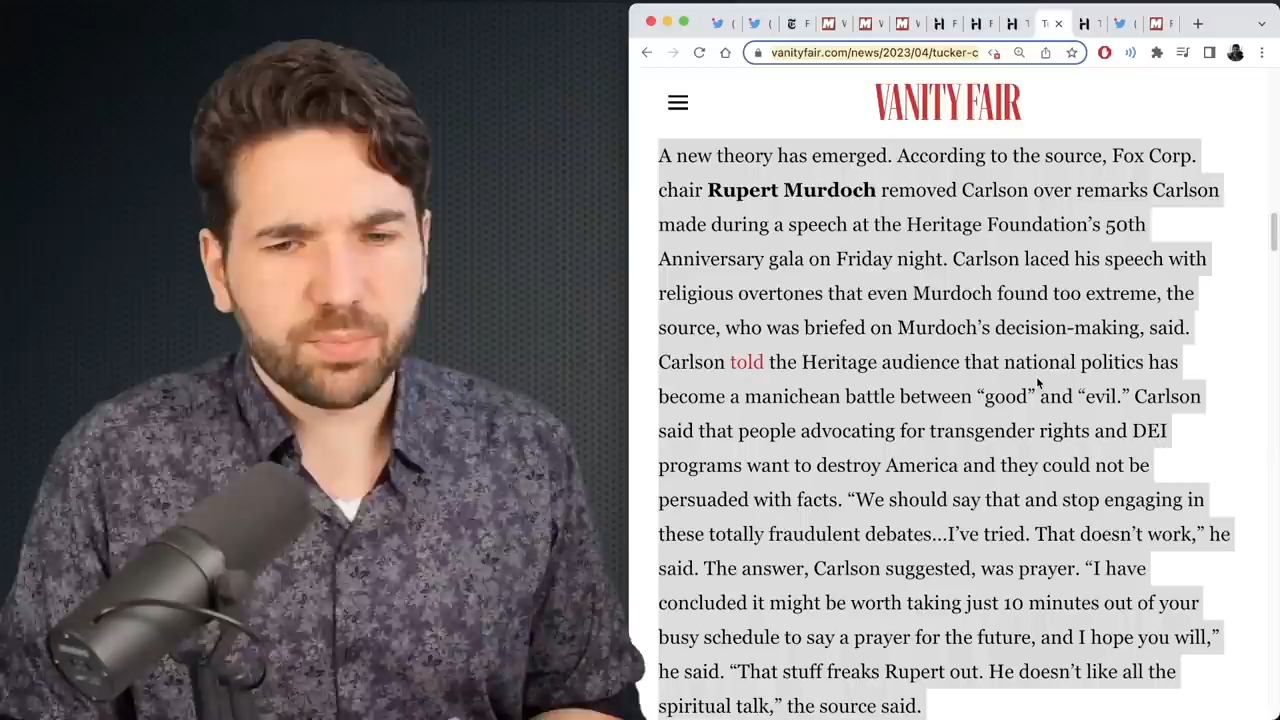 vanityfair.com/news/2023/04/tucker-c
VANITY FAIR
A new theory has emerged. According to the source, Fox Corp.
chair Rupert Murdoch removed Carlson over remarks Carlson
made during a speech at the Heritage Foundation’s 50th
Anniversary gala on Friday night. Carlson laced his speech with
religious overtones that even Murdoch found too extreme, the
source, who was briefed on Murdoch’s decision-making, said.
Carlson told the Heritage audience that national politics has
become a manichean battle between “good” and “evil.” Carlson
said that people advocating for transgender rights and DEI
programs want to destroy America and they could not be
persuaded with facts. “We should say that and stop engaging in
these totally fraudulent debates…I’ve tried. That doesn’t work,” he
said. The answer, Carlson suggested, was prayer. “I have
concluded it might be worth taking just 10 minutes out of your
busy schedule to say a prayer for the future, and I hope you will,”
he said. “That stuff freaks Rupert out. He doesn’t like all the
spiritual talk,” the source said.